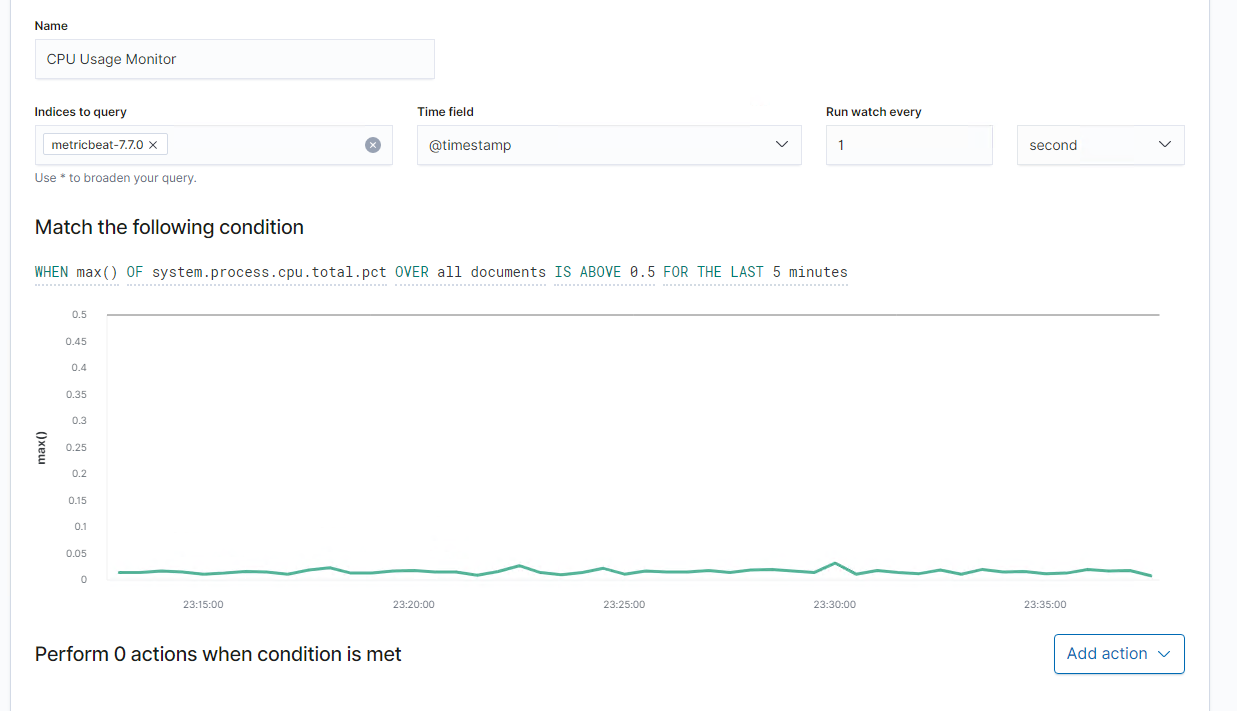 Name
CPU Usage Monitor
Indices to query
Time field
Run watch every
metricbeat-7.7.0
@timestamp
1
second
Use * to broaden your query.
Match the following condition
WHEN max() OF system.process.cpu.total.pct OVER all documents IS ABOVE 0.5 FOR THE LAST 5 minutes
0.5
0.45
0.4
0.35
0.3
0.25
0.2
0.15
0.1
0.05
0
max()
23:15:00
23:20:00
23:25:00
23:30:00
23:35:00
Perform 0 actions when condition is met
Add action